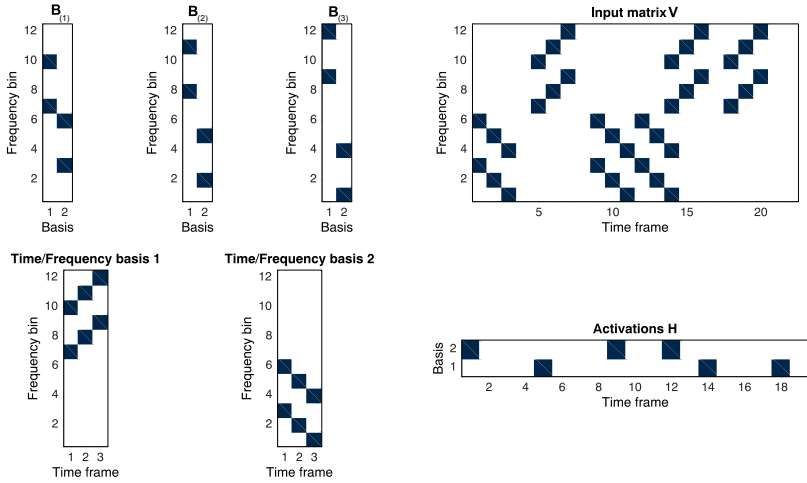 B(1)
12
10
8
6
4
2
Frequency bin
1 2
Basis
B(2)
12
10
8
6
4
2
Frequency bin
1 2
Basis
B(3)
12
10
8
6
4
2
Frequency bin
1 2
Basis
Input matrix V
12
10
8
6
4
2
Frequency bin
5 10 15 20
Time frame
Time/Frequency basis 1
12
10
8
6
4
2
Frequency bin
1 2 3
Time frame
Time/Frequency basis 2
12
10
8
6
4
2
Frequency bin
1 2 3
Time frame
Activations H
2
1
Basis
2 4 6 8 10 12 14 16 18
Time frame